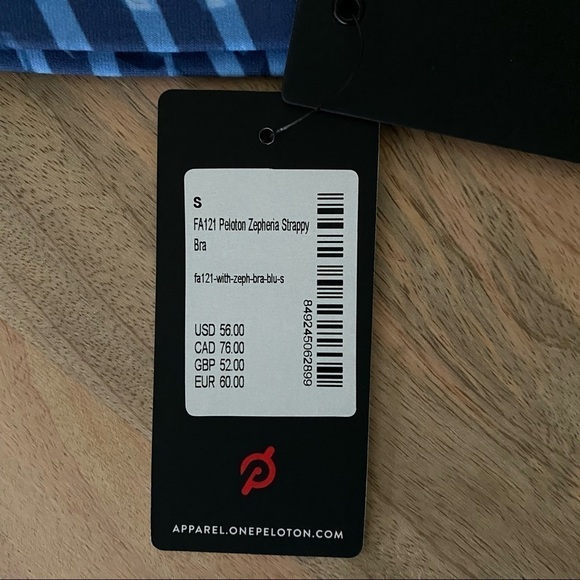 S
FA121 Peloton Zepheria Strappy
Bra
fa121-with-zeph-bra-blu-s
USD 56.00
CAD 76.00
GBP 52.00
EUR 60.00
849245062899
APPAREL.ONEPELOTON.COM